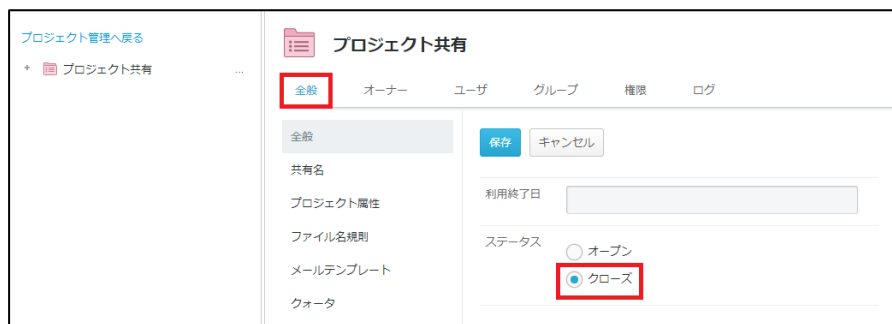 プロジェクト管理へ戻る
プロジェクト共有
...
プロジェクト共有
全般 オーナー ユーザ グループ 権限 ログ
全般
共有名
プロジェクト属性
ファイル名規則
メールテンプレート
クォータ
保存 キャンセル
利用終了日
ステータス
オープン
クローズ